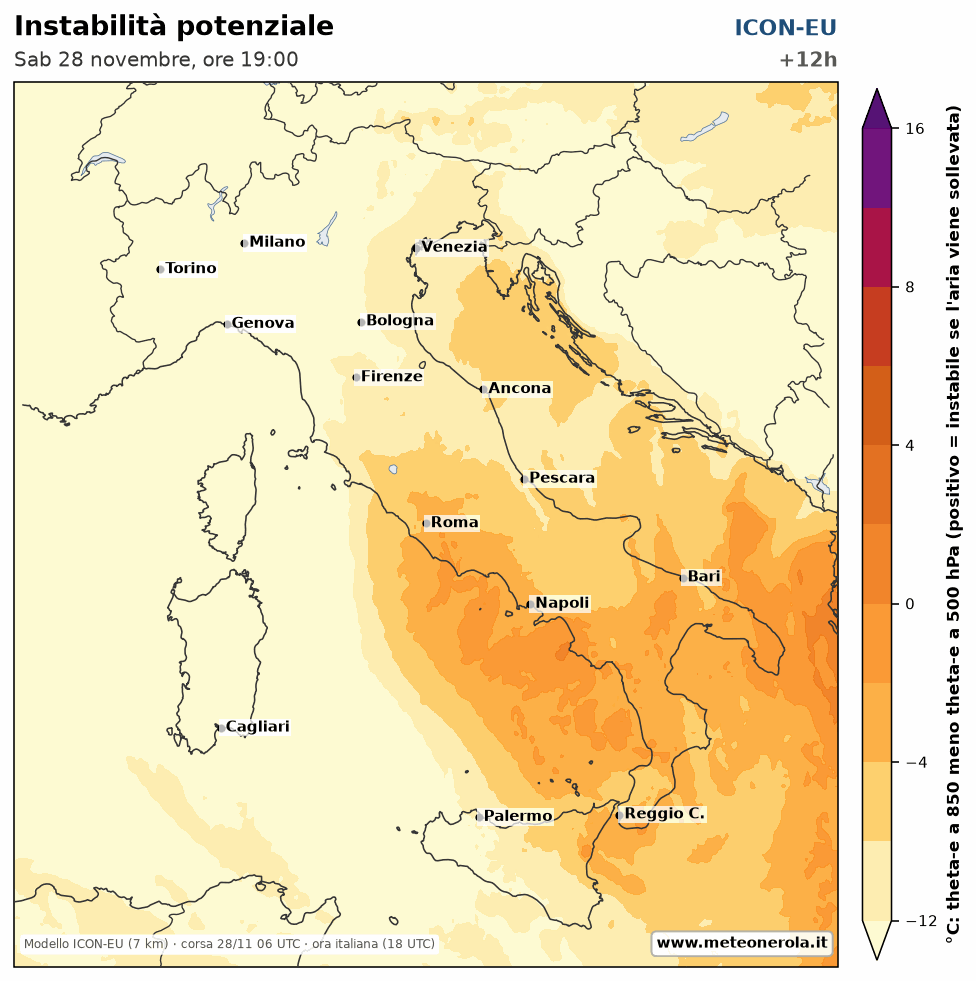 Instabilità potenziale
ICON-EU
Sab 28 novembre, ore 19:00
+12h
Milano
Venezia
Torino
Genova
Bologna
Firenze
Ancona
Pescara
Roma
Bari
Napoli
Cagliari
Palermo
Reggio C.
16
8
4
0
−4
−12
°C: theta-e a 850 meno theta-e a 500 hPa (positivo = instabile se l'aria viene sollevata)
Modello ICON-EU (7 km) · corsa 28/11 06 UTC · ora italiana (18 UTC)
www.meteonerola.it